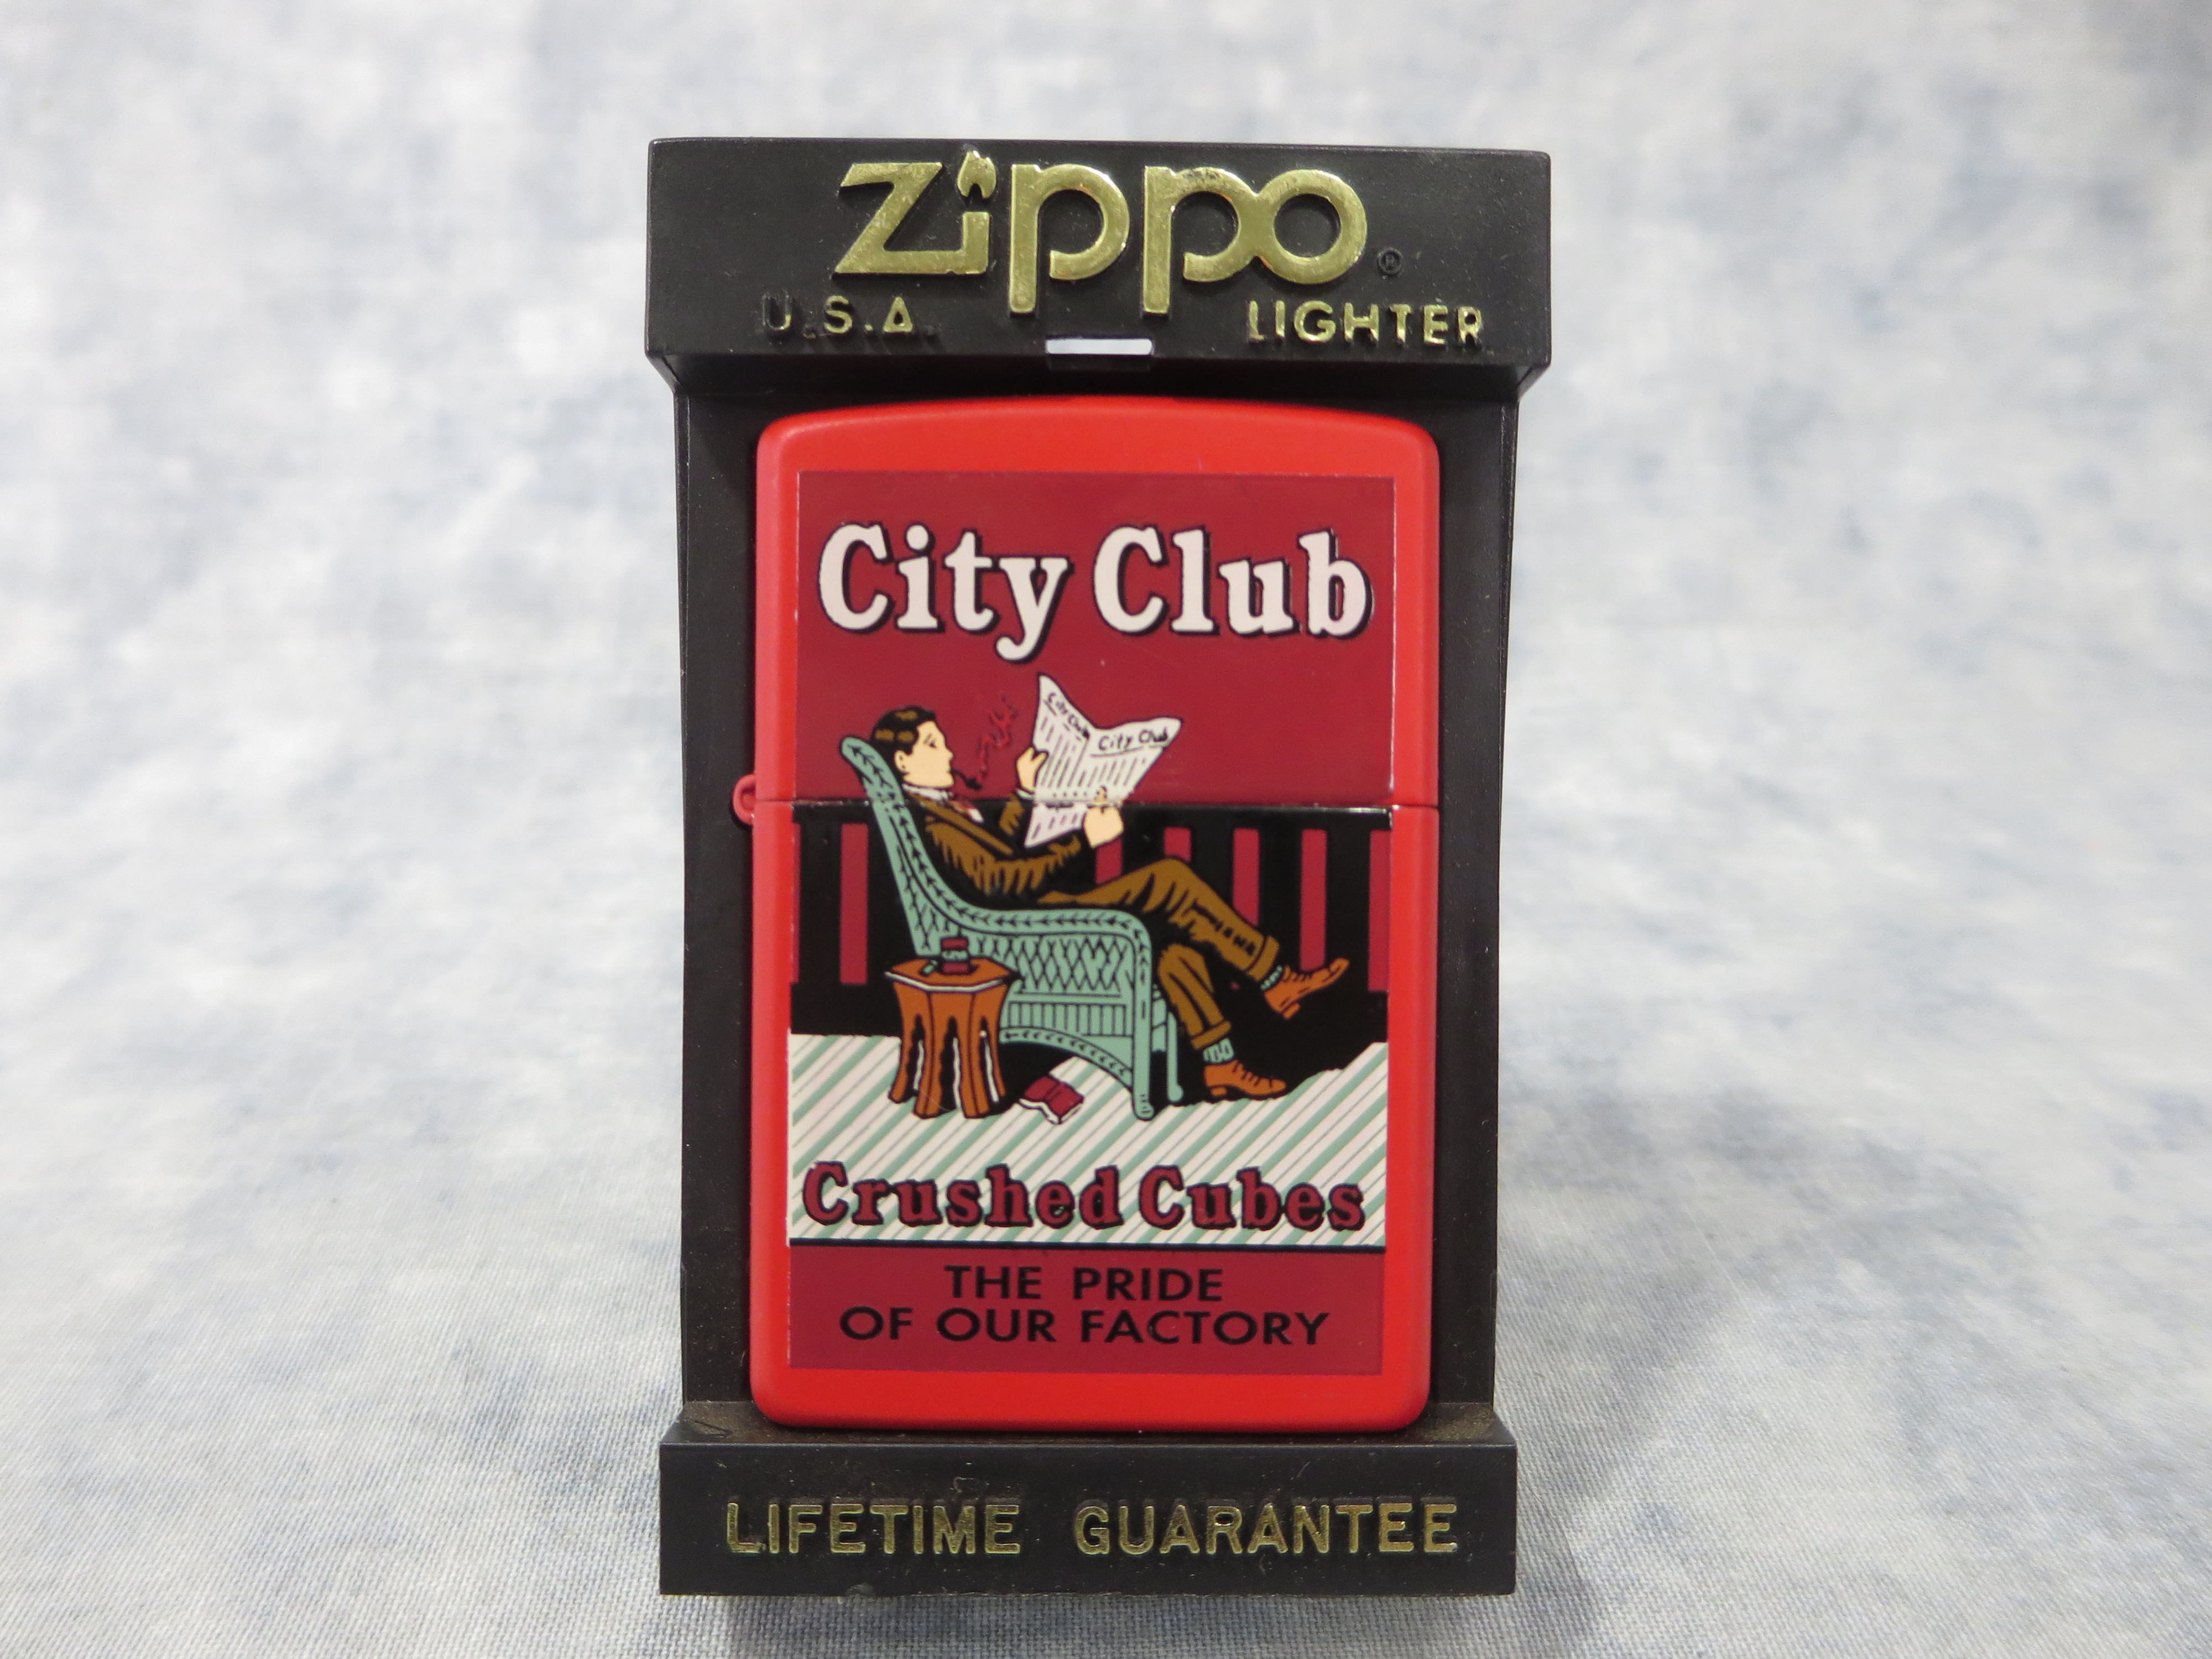 Zippo®
U.S.A. LIGHTER
City Club
City Club City Club
Crushed Cubes
THE PRIDE
OF OUR FACTORY
LIFETIME GUARANTEE